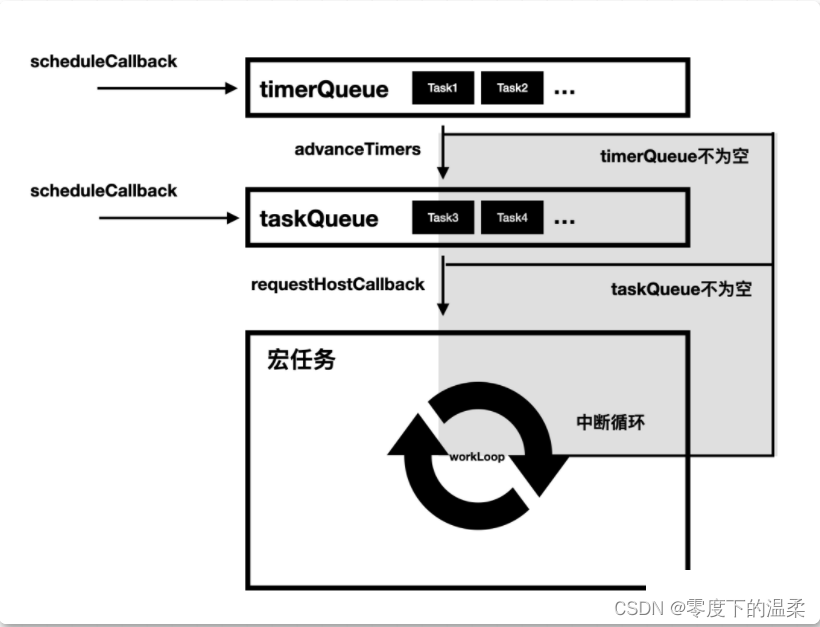 scheduleCallback
timerQueue Task1 Task2 ...
advanceTimers
timerQueue不为空
scheduleCallback
taskQueue Task3 Task4 ...
requestHostCallback
taskQueue不为空
宏任务
中断循环
workLoop
CSDN @零度下的温柔